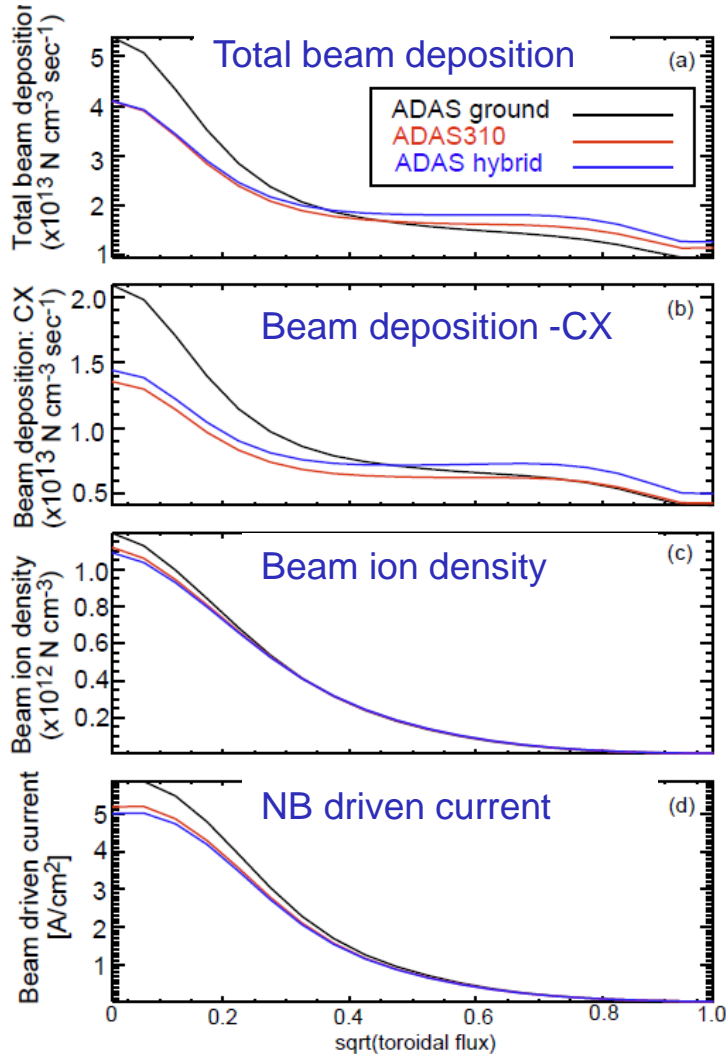 Total beam deposition
(a)
Total beam deposition
(x10¹³ N cm⁻³ sec⁻¹)
5
4
3
2
1
ADAS ground
ADAS310
ADAS hybrid
Beam deposition -CX
(b)
Beam deposition: CX
(x10¹³ N cm⁻³ sec⁻¹)
2.0
1.5
1.0
0.5
Beam ion density
(c)
Beam ion density
(x10¹² N cm⁻³)
1.0
0.8
0.6
0.4
0.2
NB driven current
(d)
Beam driven current
[A/cm²]
5
4
3
2
1
0 0.2 0.4 0.6 0.8 1.0
sqrt(toroidal flux)